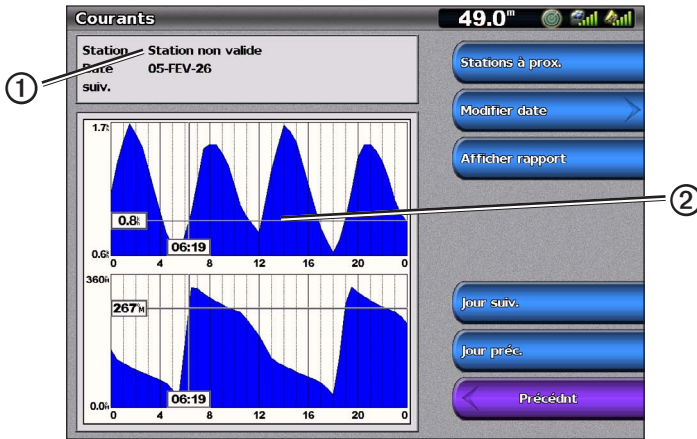 Courants 49.0"
Station Station non valide
Date 05-FEV-26
suiv.
①
②
Stations à prox.
Modifier date
Afficher rapport
Jour suiv.
Jour préc.
Précédnt
1.7
0.8
0.6
06:19
0 4 8 12 16 20 0
360
267°M
0.0
06:19
0 4 8 12 16 20 0